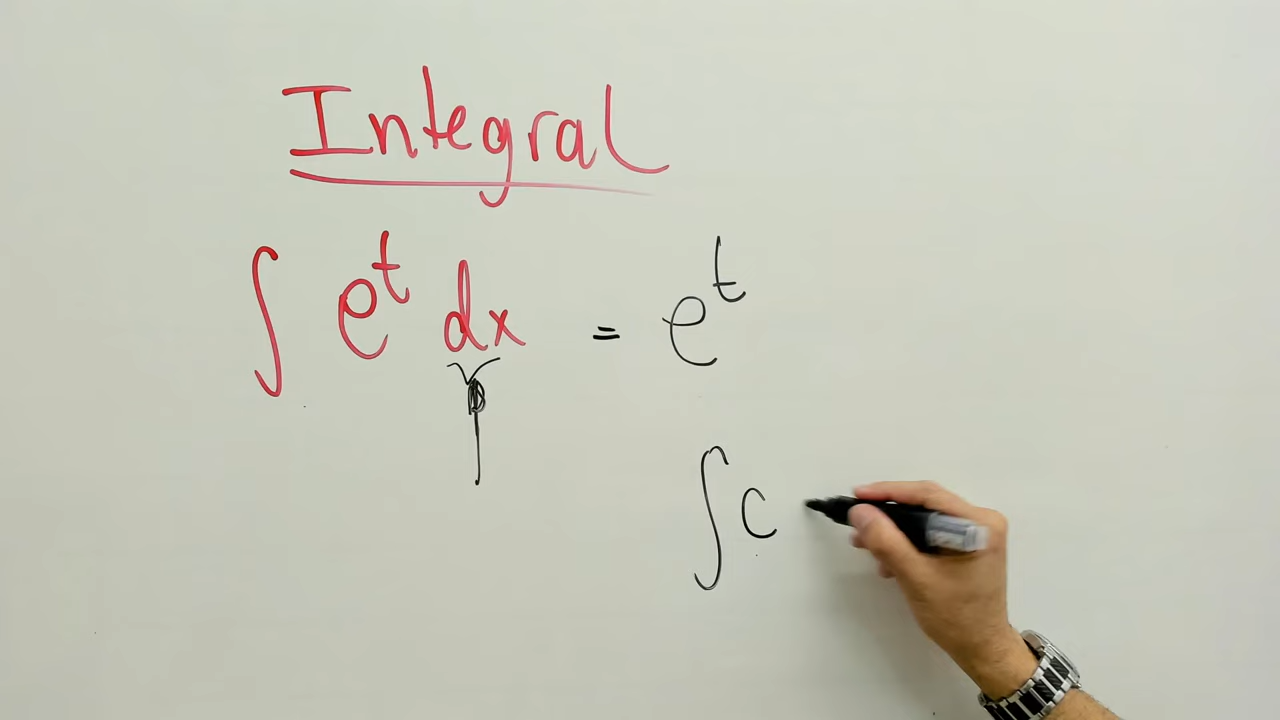 Integral
∫ e^t dx = e^t
∫ c